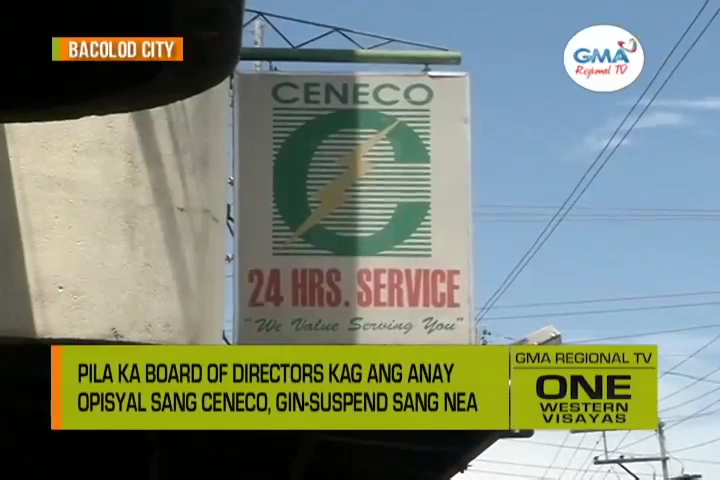 BACOLOD CITY
GMA
Regional TV
CENECO
24 HRS. SERVICE
"We Value Serving You"
PILA KA BOARD OF DIRECTORS KAG ANG ANAY
OPISYAL SANG CENECO, GIN-SUSPEND SANG NEA
GMA REGIONAL TV
ONE
WESTERN
VISAYAS